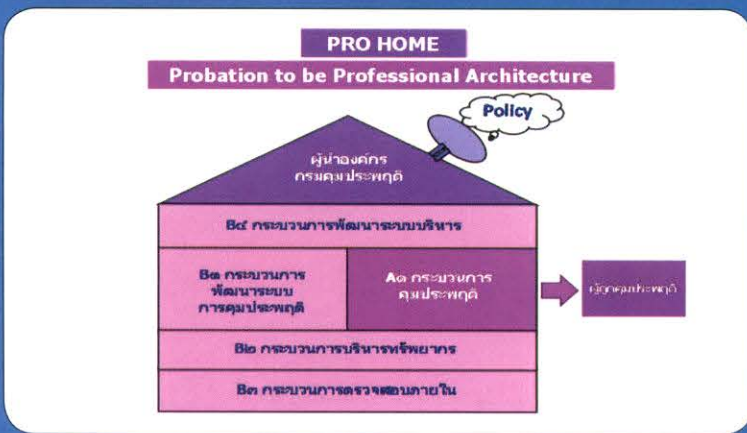 PRO HOME
Probation to be Professional Architecture
Policy
ผู้นำองค์กร
กรมคุมประพฤติ
B๔ กระบวนการพัฒนาระบบบริหาร
B๑ กระบวนการ
พัฒนาระบบ
การคุมประพฤติ
A๑ กระบวนการ
คุมประพฤติ
ผู้ถูกคุมประพฤติ
B๒ กระบวนการบริหารทรัพยากร
B๓ กระบวนการตรวจสอบภายใน